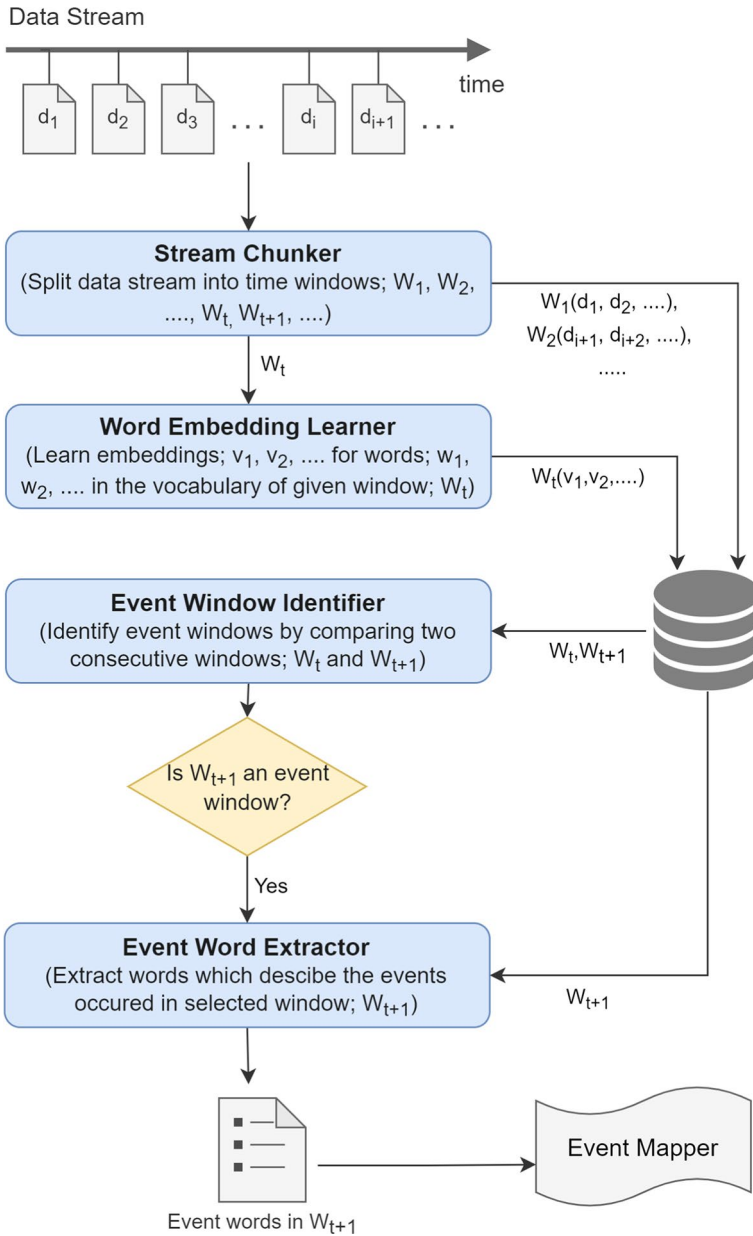 Data Stream
time
d₁
d₂
d₃
...
dᵢ
dᵢ₊₁
...
Stream Chunker
(Split data stream into time windows; W₁, W₂,
...., Wₜ, Wₜ₊₁, ....)
W₁(d₁, d₂, ....),
W₂(dᵢ₊₁, dᵢ₊₂, ....),
.....
Wₜ
Word Embedding Learner
(Learn embeddings; v₁, v₂, .... for words; w₁,
w₂, .... in the vocabulary of given window; Wₜ)
Wₜ(v₁,v₂,....)
Event Window Identifier
(Identify event windows by comparing two
consecutive windows; Wₜ and Wₜ₊₁)
Wₜ,Wₜ₊₁
Is Wₜ₊₁ an event
window?
Yes
Event Word Extractor
(Extract words which descibe the events
occured in selected window; Wₜ₊₁)
Wₜ₊₁
Event words in Wₜ₊₁
Event Mapper